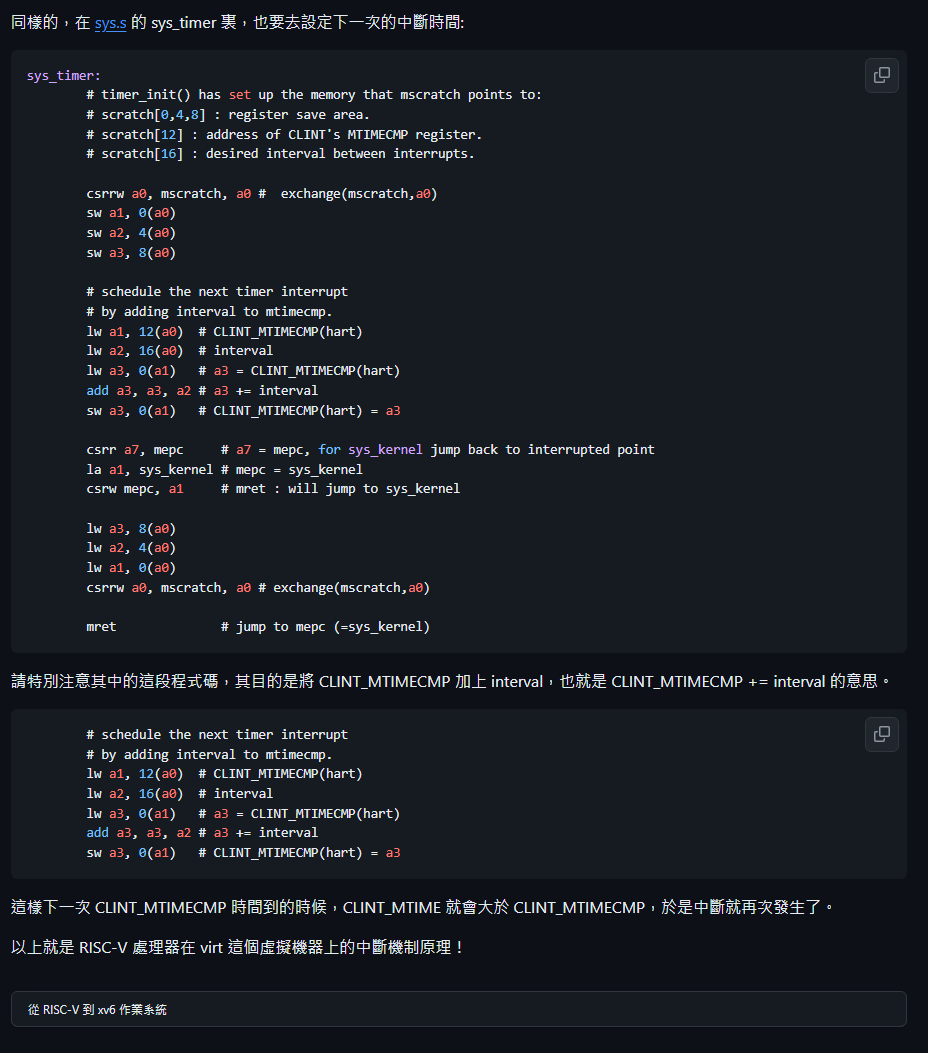 同樣的，在 sys.s 的 sys_timer 裏，也要去設定下一次的中斷時間:
sys_timer:
# timer_init() has set up the memory that mscratch points to:
# scratch[0,4,8] : register save area.
# scratch[12] : address of CLINT's MTIMECMP register.
# scratch[16] : desired interval between interrupts.
csrrw a0, mscratch, a0 #  exchange(mscratch,a0)
sw a1, 0(a0)
sw a2, 4(a0)
sw a3, 8(a0)
# schedule the next timer interrupt
# by adding interval to mtimecmp.
lw a1, 12(a0)  # CLINT_MTIMECMP(hart)
lw a2, 16(a0)  # interval
lw a3, 0(a1)   # a3 = CLINT_MTIMECMP(hart)
add a3, a3, a2 # a3 += interval
sw a3, 0(a1)   # CLINT_MTIMECMP(hart) = a3
csrr a7, mepc     # a7 = mepc, for sys_kernel jump back to interrupted point
la a1, sys_kernel # mepc = sys_kernel
csrw mepc, a1     # mret : will jump to sys_kernel
lw a3, 8(a0)
lw a2, 4(a0)
lw a1, 0(a0)
csrrw a0, mscratch, a0 # exchange(mscratch,a0)
mret              # jump to mepc (=sys_kernel)
請特別注意其中的這段程式碼，其目的是將 CLINT_MTIMECMP 加上 interval，也就是 CLINT_MTIMECMP += interval 的意思。
# schedule the next timer interrupt
# by adding interval to mtimecmp.
lw a1, 12(a0)  # CLINT_MTIMECMP(hart)
lw a2, 16(a0)  # interval
lw a3, 0(a1)   # a3 = CLINT_MTIMECMP(hart)
add a3, a3, a2 # a3 += interval
sw a3, 0(a1)   # CLINT_MTIMECMP(hart) = a3
這樣下一次 CLINT_MTIMECMP 時間到的時候，CLINT_MTIME 就會大於 CLINT_MTIMECMP，於是中斷就再次發生了。
以上就是 RISC-V 處理器在 virt 這個虛擬機器上的中斷機制原理！
從 RISC-V 到 xv6 作業系統